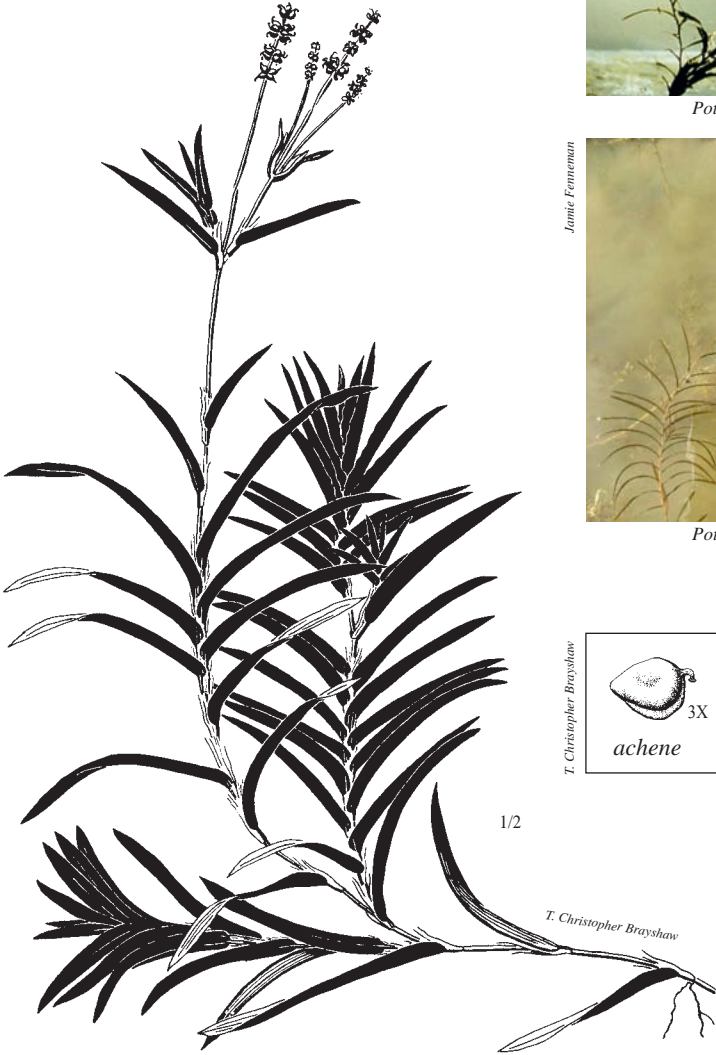 Pot
Jamie Fenneman
Pot
T. Christopher Brayshaw
3X
achene
1/2
T. Christopher Brayshaw